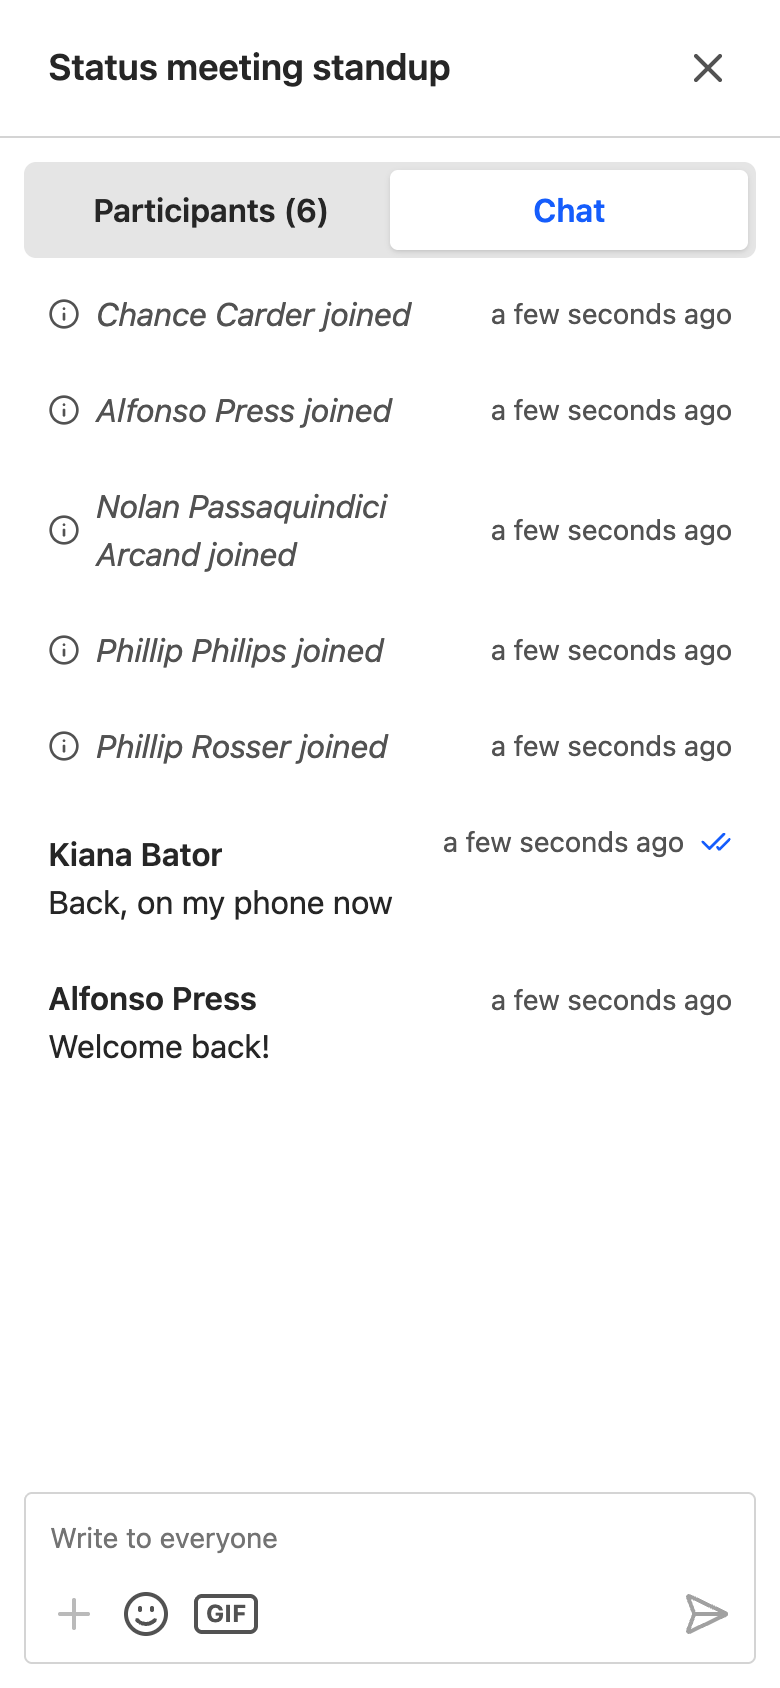 Status meeting standup
Participants (6)
Chat
Chance Carder joined
a few seconds ago
Alfonso Press joined
a few seconds ago
Nolan Passaquindici
Arcand joined
a few seconds ago
Phillip Philips joined
a few seconds ago
Phillip Rosser joined
a few seconds ago
Kiana Bator
a few seconds ago
Back, on my phone now
Alfonso Press
a few seconds ago
Welcome back!
Write to everyone
GIF